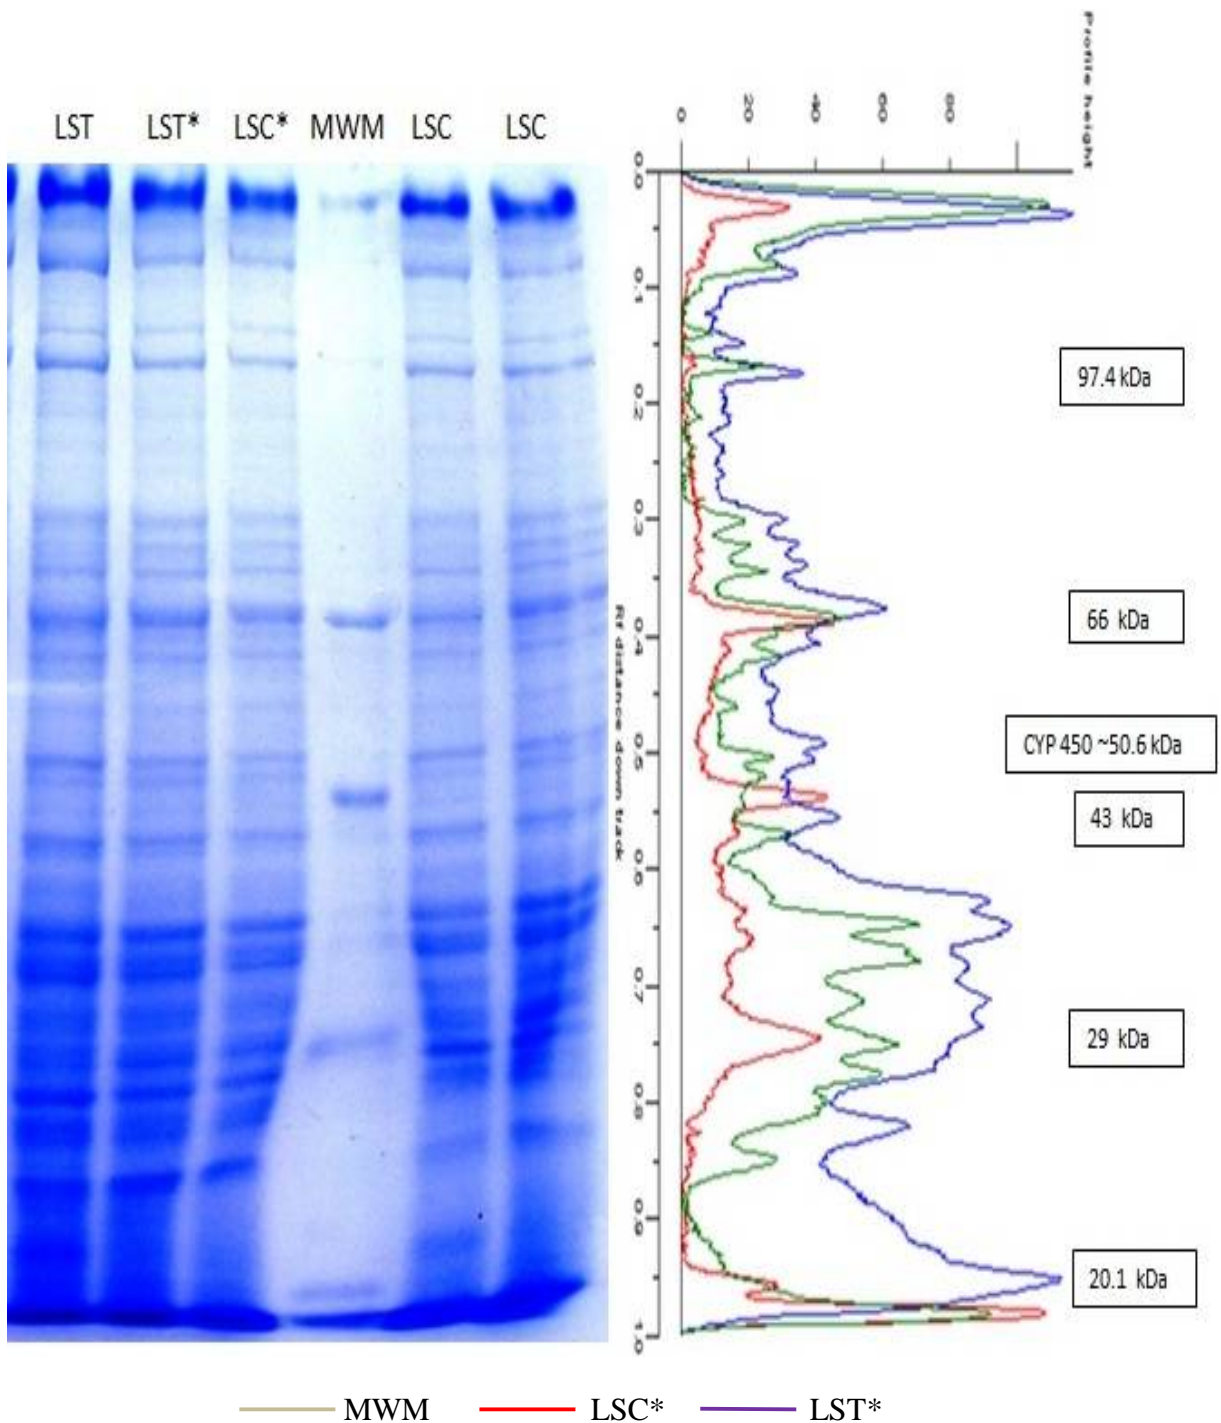 Profile height
0 20 40 60 80
LST LST* LSC* MWM LSC LSC
0.0
0.1
0.2
0.3
0.4
0.5
0.6
0.7
0.8
0.9
1.0
Rf distance down track
97.4 kDa
66 kDa
CYP 450 ~50.6 kDa
43 kDa
29 kDa
20.1 kDa
MWM LSC* LST*